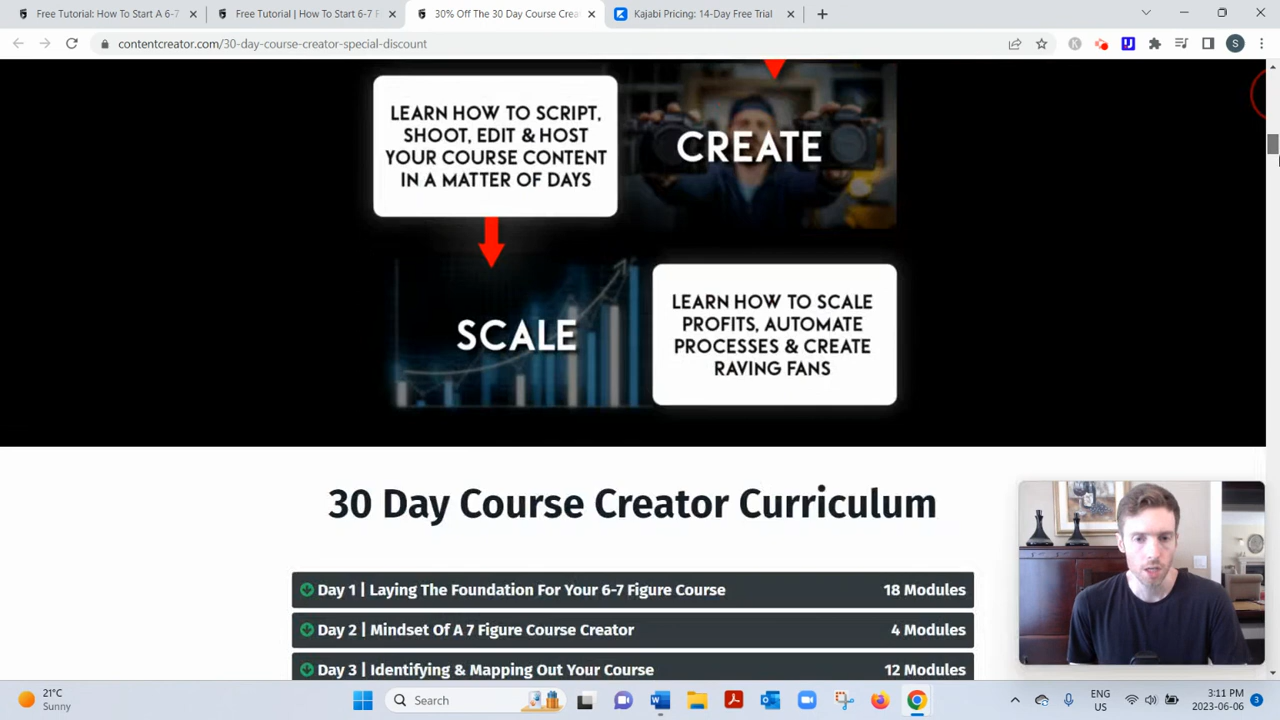 Free Tutorial: How To Start A 6-7
Free Tutorial | How To Start 6-7 F
30% Off The 30 Day Course Crea
Kajabi Pricing: 14-Day Free Trial
contentcreator.com/30-day-course-creator-special-discount
S
LEARN HOW TO SCRIPT,
SHOOT, EDIT & HOST
YOUR COURSE CONTENT
IN A MATTER OF DAYS
CREATE
SCALE
LEARN HOW TO SCALE
PROFITS, AUTOMATE
PROCESSES & CREATE
RAVING FANS
30 Day Course Creator Curriculum
Day 1 | Laying The Foundation For Your 6-7 Figure Course 18 Modules
Day 2 | Mindset Of A 7 Figure Course Creator 4 Modules
Day 3 | Identifying & Mapping Out Your Course 12 Modules
21°C
Sunny
Search
ENG
US
3:11 PM
2023-06-06
3